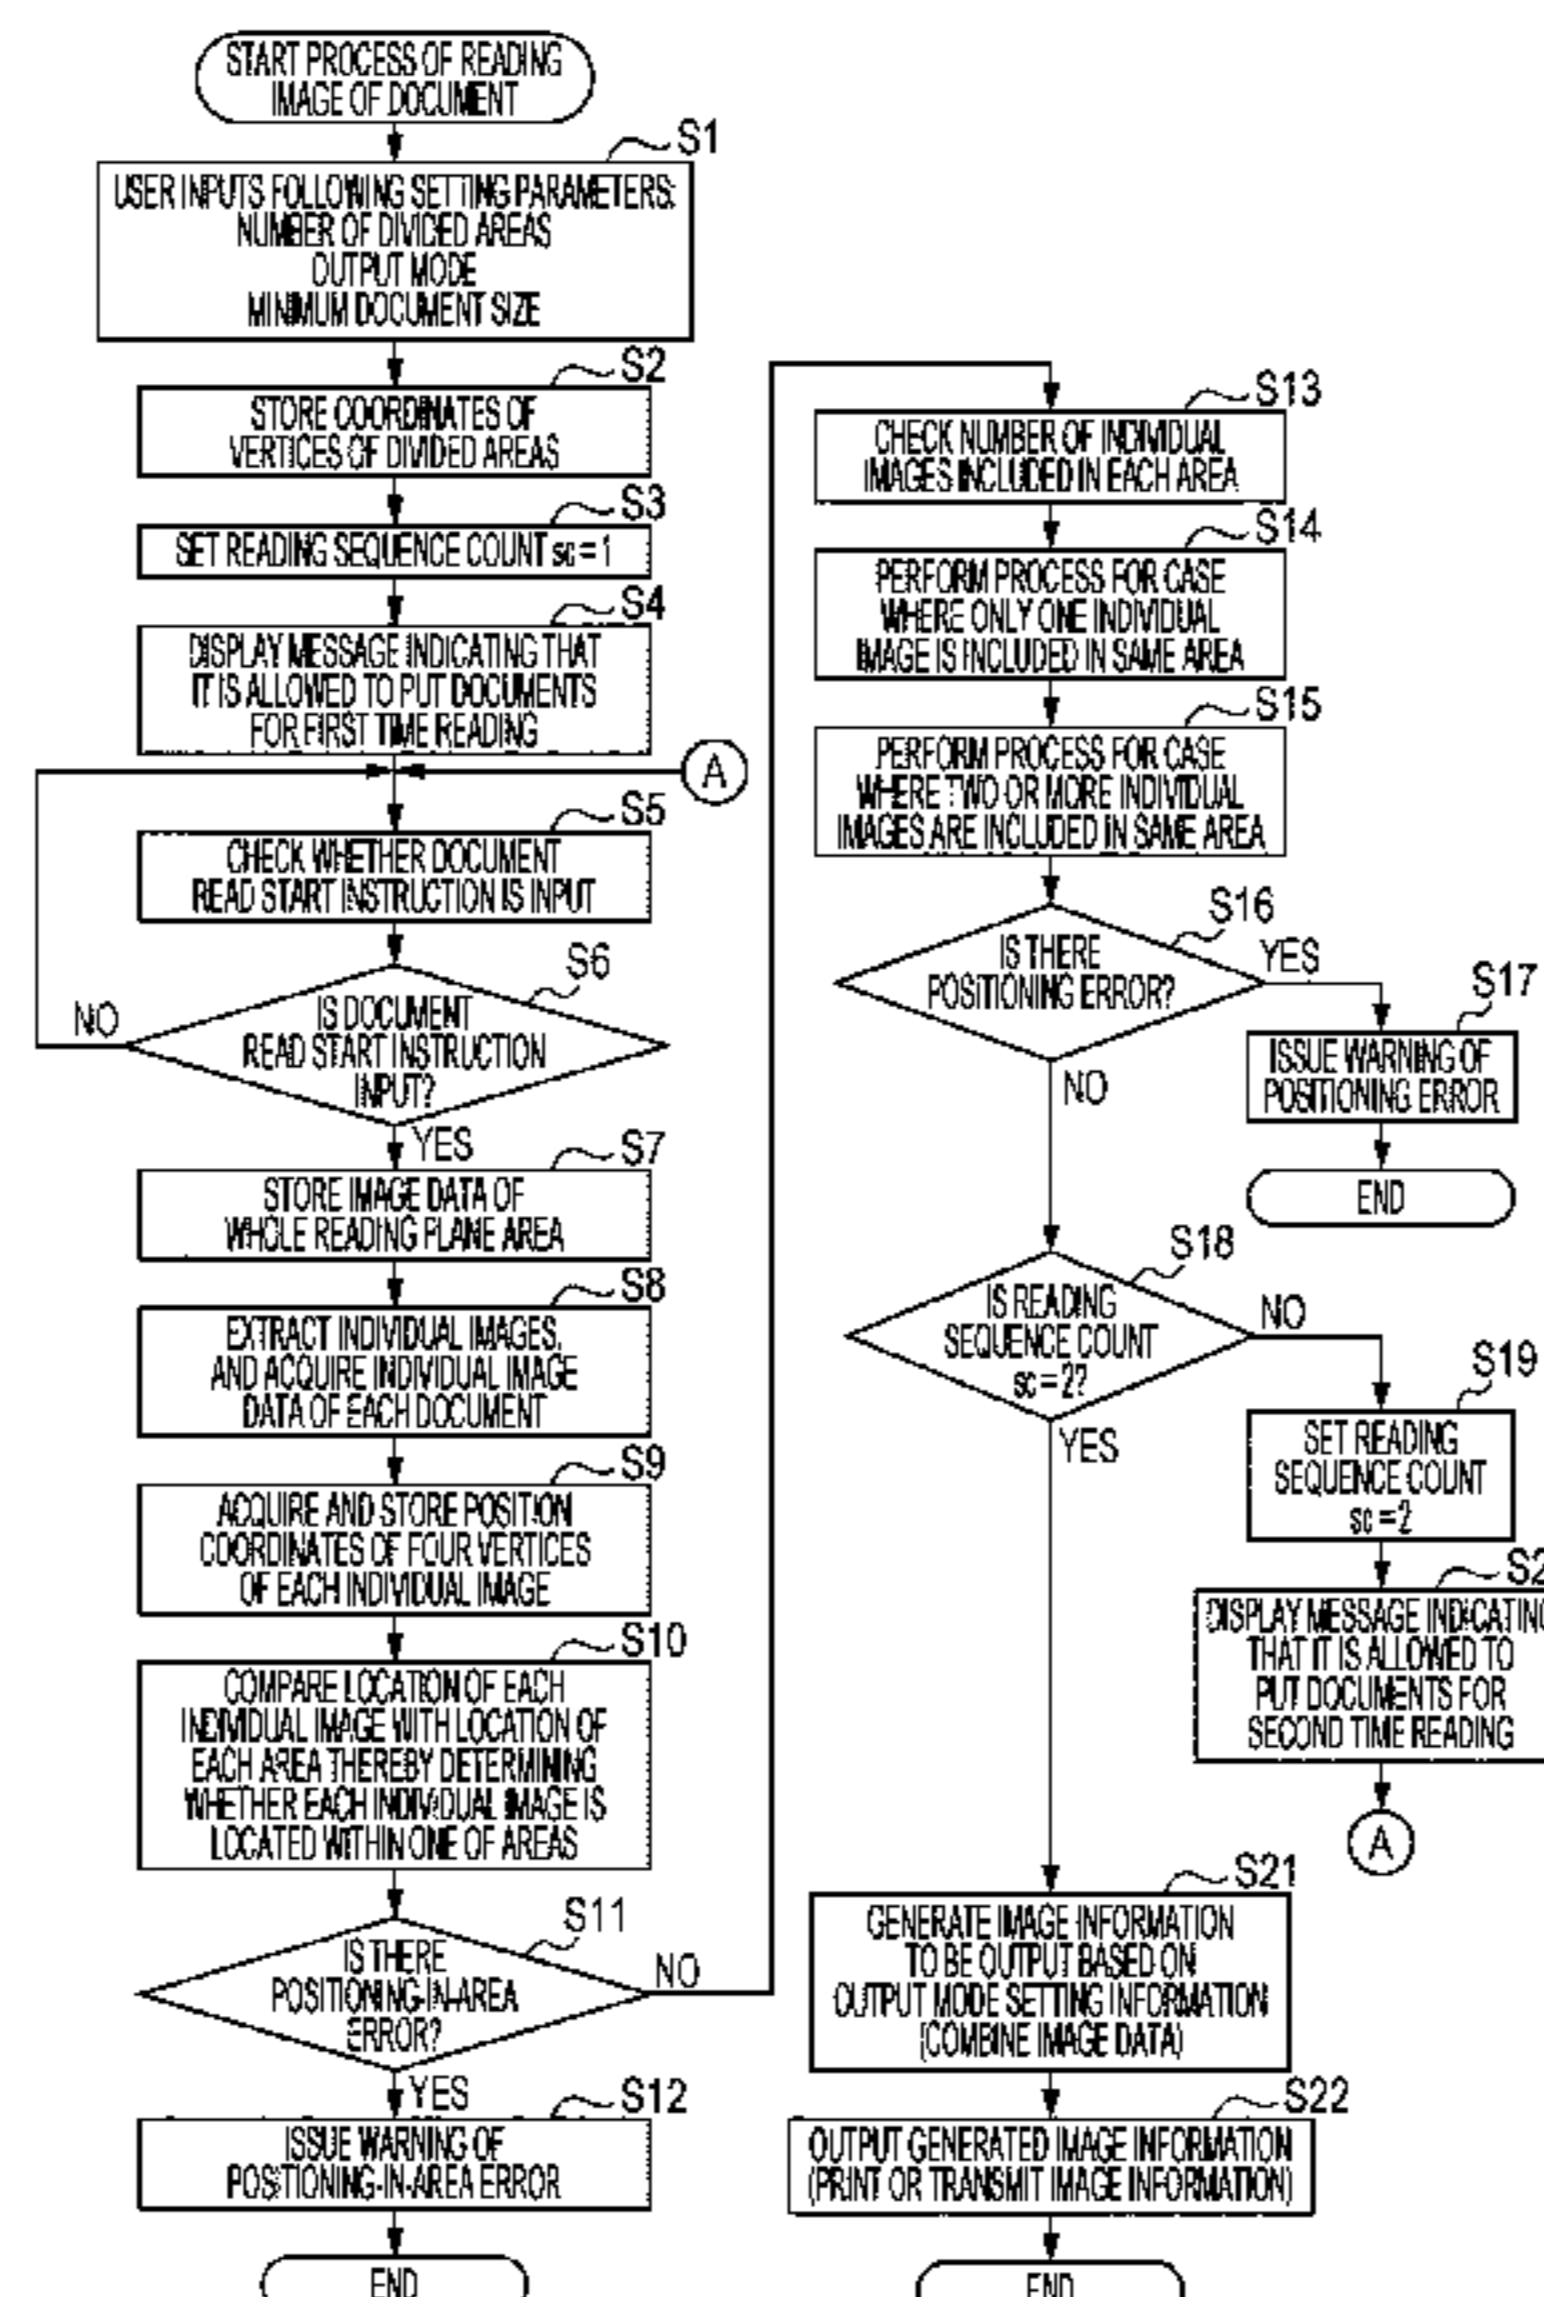 START PROCESS OF READING
IMAGE OF DOCUMENT
S1
USER INPUTS FOLLOWING SETTING PARAMETERS:
NUMBER OF DIVIDED AREAS
OUTPUT MODE
MINIMUM DOCUMENT SIZE
S2
STORE COORDINATES OF
VERTICES OF DIVIDED AREAS
S3
SET READING SEQUENCE COUNT sc = 1
S4
DISPLAY MESSAGE INDICATING THAT
IT IS ALLOWED TO PUT DOCUMENTS
FOR FIRST TIME READING
A
S5
CHECK WHETHER DOCUMENT
READ START INSTRUCTION IS INPUT
S6
IS DOCUMENT
READ START INSTRUCTION
INPUT?
NO
YES
S7
STORE IMAGE DATA OF
WHOLE READING PLANE AREA
S8
EXTRACT INDIVIDUAL IMAGES,
AND ACQUIRE INDIVIDUAL IMAGE
DATA OF EACH DOCUMENT
S9
ACQUIRE AND STORE POSITION
COORDINATES OF FOUR VERTICES
OF EACH INDIVIDUAL IMAGE
S10
COMPARE LOCATION OF EACH
INDIVIDUAL IMAGE WITH LOCATION OF
EACH AREA THEREBY DETERMINING
WHETHER EACH INDIVIDUAL IMAGE IS
LOCATED WITHIN ONE OF AREAS
S11
IS THERE
POSITIONING-IN-AREA
ERROR?
NO
YES
S12
ISSUE WARNING OF
POSITIONING-IN-AREA ERROR
END
S13
CHECK NUMBER OF INDIVIDUAL
IMAGES INCLUDED IN EACH AREA
S14
PERFORM PROCESS FOR CASE
WHERE ONLY ONE INDIVIDUAL
IMAGE IS INCLUDED IN SAME AREA
S15
PERFORM PROCESS FOR CASE
WHERE TWO OR MORE INDIVIDUAL
IMAGES ARE INCLUDED IN SAME AREA
S16
IS THERE
POSITIONING ERROR?
YES
NO
S17
ISSUE WARNING OF
POSITIONING ERROR
END
S18
IS READING
SEQUENCE COUNT
sc = 2?
NO
YES
S19
SET READING
SEQUENCE COUNT
sc = 2
DISPLAY MESSAGE INDICATING
THAT IT IS ALLOWED TO
PUT DOCUMENTS FOR
SECOND TIME READING
A
S21
GENERATE IMAGE INFORMATION
TO BE OUTPUT BASED ON
OUTPUT MODE SETTING INFORMATION
(COMBINE IMAGE DATA)
S22
OUTPUT GENERATED IMAGE INFORMATION
(PRINT OR TRANSMIT IMAGE INFORMATION)
END